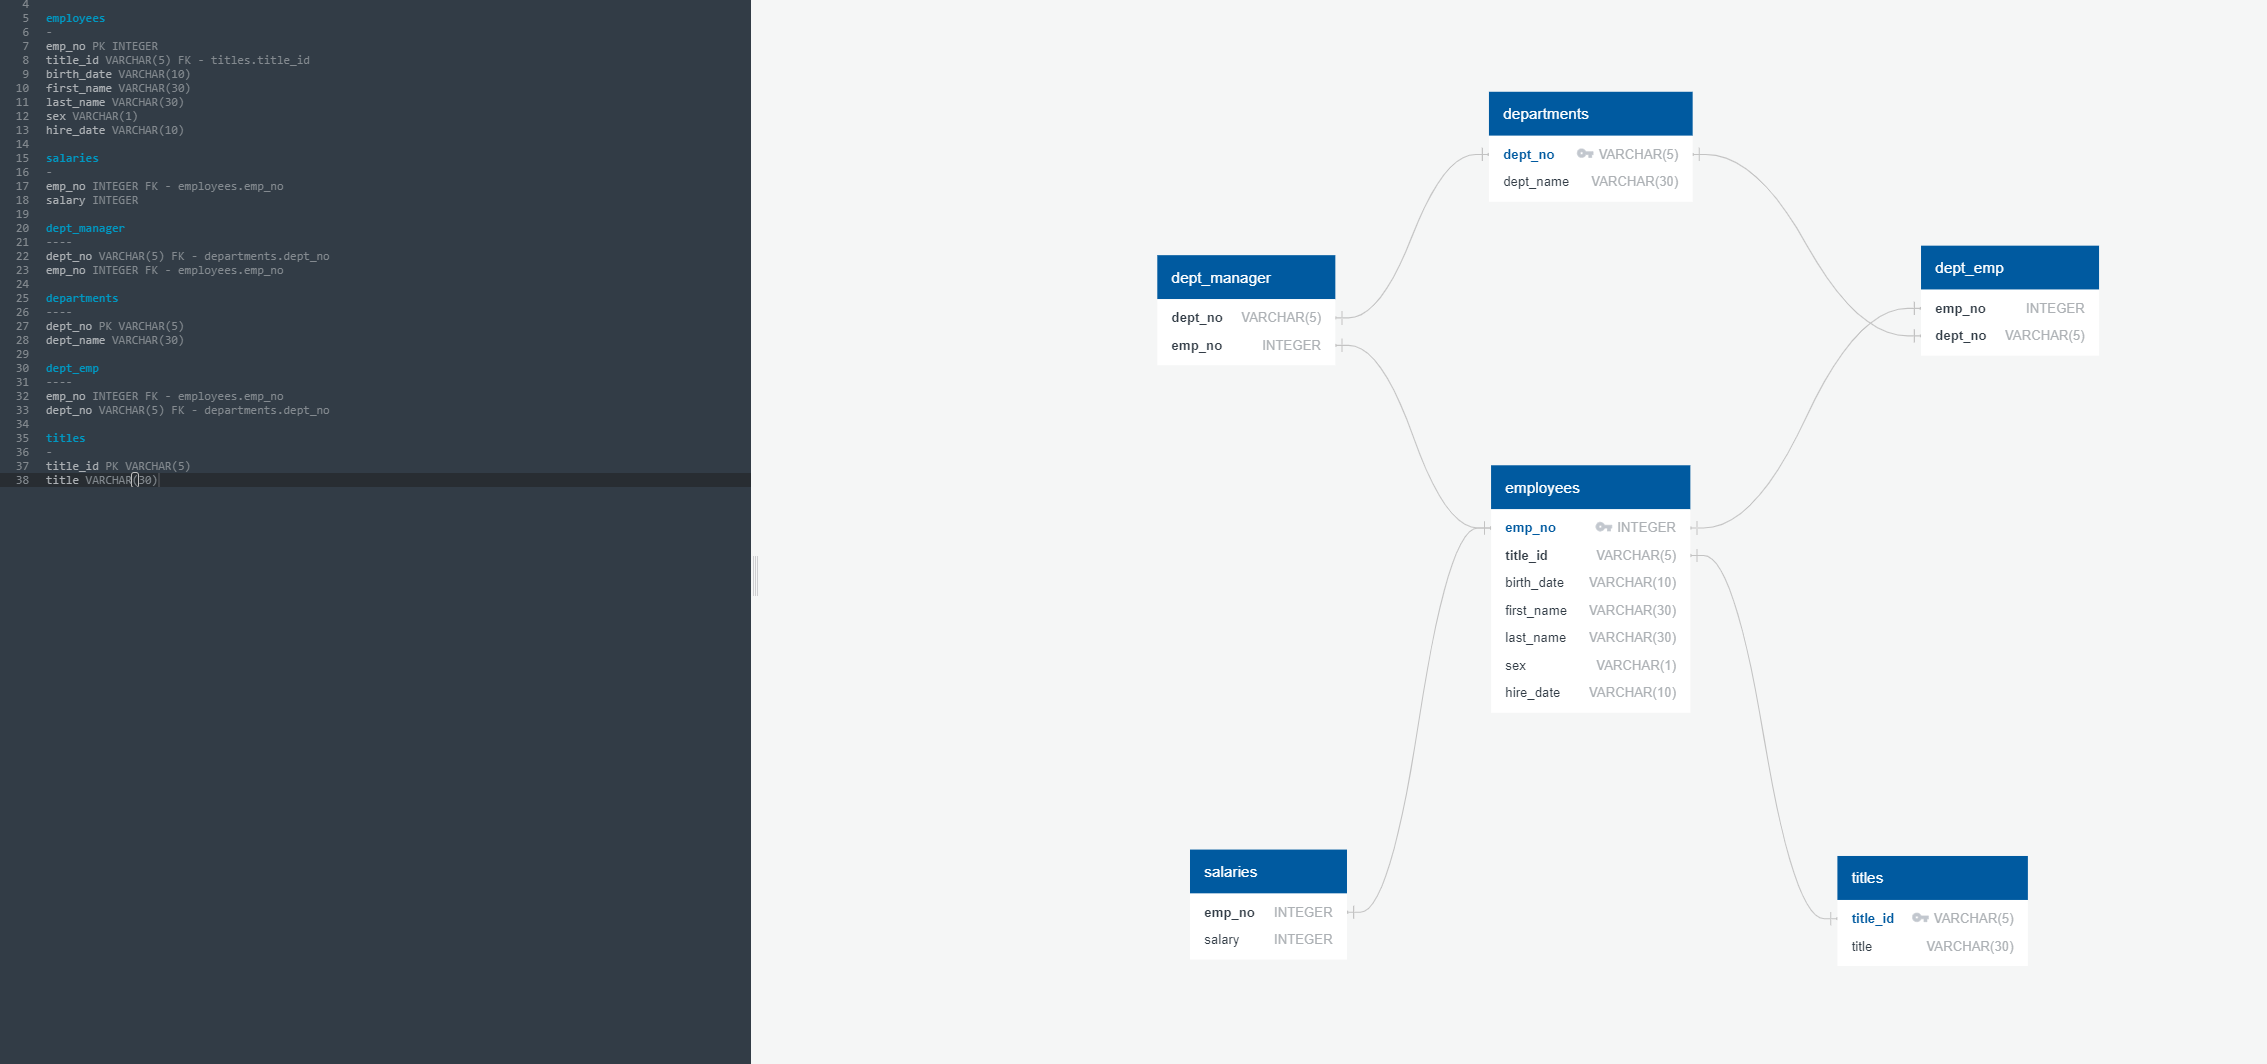 4
5 employees
6 -
7 emp_no PK INTEGER
8 title_id VARCHAR(5) FK - titles.title_id
9 birth_date VARCHAR(10)
10 first_name VARCHAR(30)
11 last_name VARCHAR(30)
12 sex VARCHAR(1)
13 hire_date VARCHAR(10)
14
15 salaries
16 -
17 emp_no INTEGER FK - employees.emp_no
18 salary INTEGER
19
20 dept_manager
21 ----
22 dept_no VARCHAR(5) FK - departments.dept_no
23 emp_no INTEGER FK - employees.emp_no
24
25 departments
26 ----
27 dept_no PK VARCHAR(5)
28 dept_name VARCHAR(30)
29
30 dept_emp
31 ----
32 emp_no INTEGER FK - employees.emp_no
33 dept_no VARCHAR(5) FK - departments.dept_no
34
35 titles
36 -
37 title_id PK VARCHAR(5)
38 title VARCHAR(30)
departments
dept_no VARCHAR(5)
dept_name VARCHAR(30)
dept_manager
dept_no VARCHAR(5)
emp_no INTEGER
dept_emp
emp_no INTEGER
dept_no VARCHAR(5)
employees
emp_no INTEGER
title_id VARCHAR(5)
birth_date VARCHAR(10)
first_name VARCHAR(30)
last_name VARCHAR(30)
sex VARCHAR(1)
hire_date VARCHAR(10)
salaries
emp_no INTEGER
salary INTEGER
titles
title_id VARCHAR(5)
title VARCHAR(30)